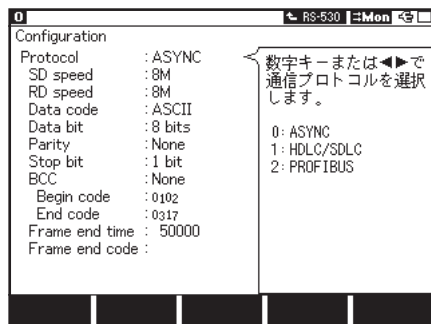 0
RS-530 Mon
Configuration
Protocol :ASYNC
SD speed :8M
RD speed :8M
Data code :ASCII
Data bit :8 bits
Parity :None
Stop bit :1 bit
BCC :None
Begin code :0102
End code :0317
Frame end time : 50000
Frame end code :
数字キーまたは◀▶で
通信プロトコルを選択
します。
0: ASYNC
1: HDLC/SDLC
2: PROFIBUS